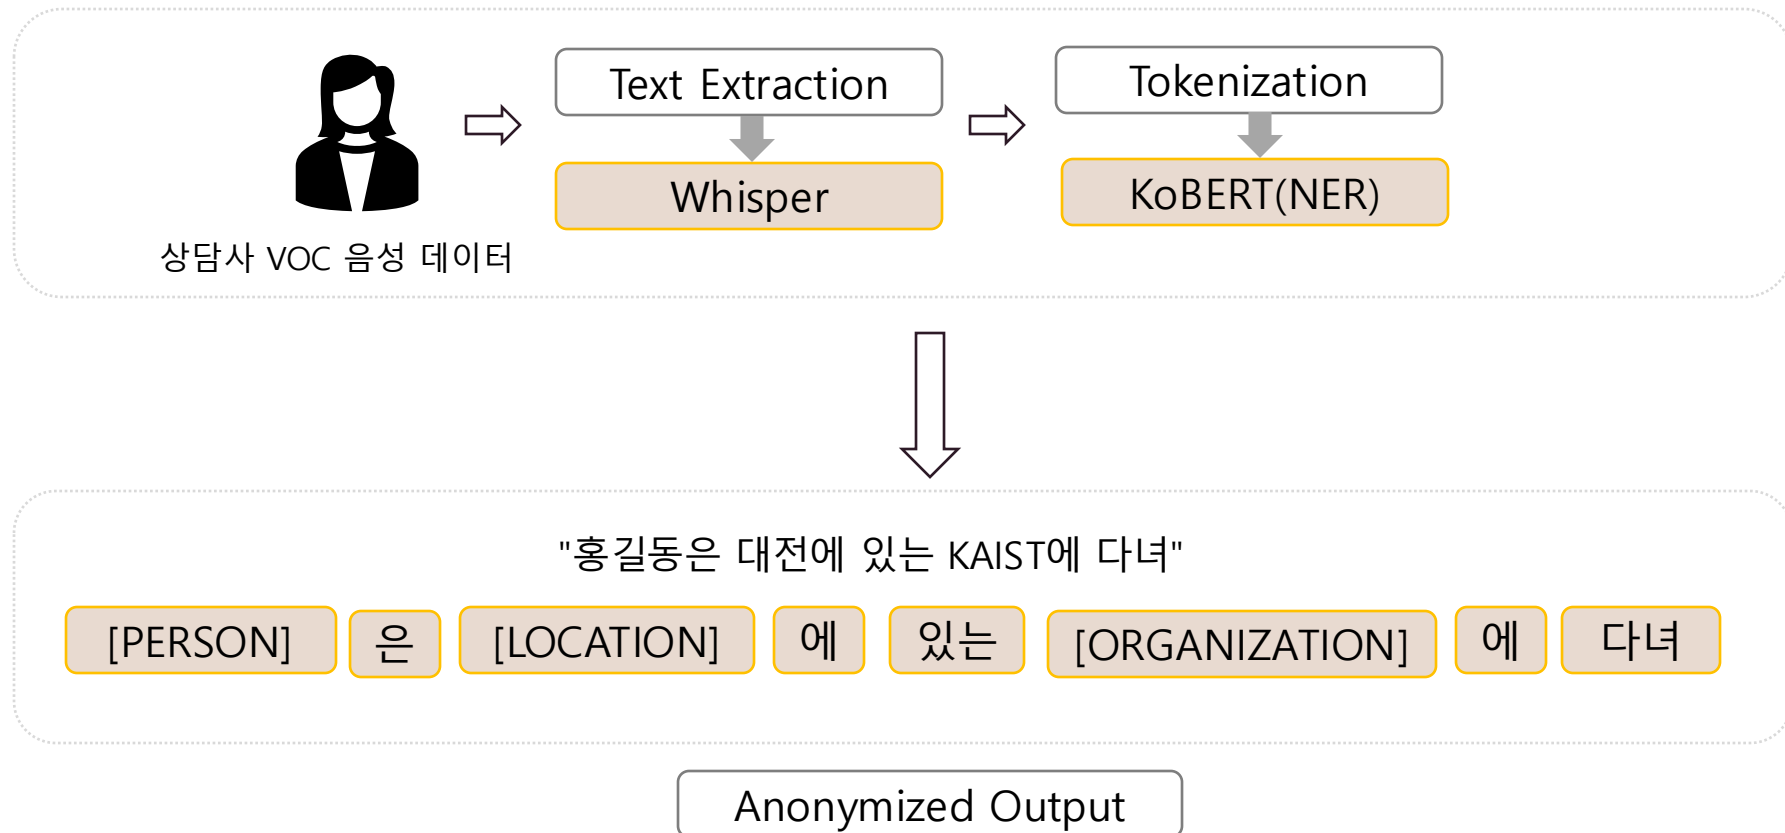 Text Extraction
Tokenization
Whisper
KoBERT(NER)
상담사 VOC 음성 데이터
"홍길동은 대전에 있는 KAIST에 다녀"
[PERSON] 은 [LOCATION] 에 있는 [ORGANIZATION] 에 다녀
Anonymized Output